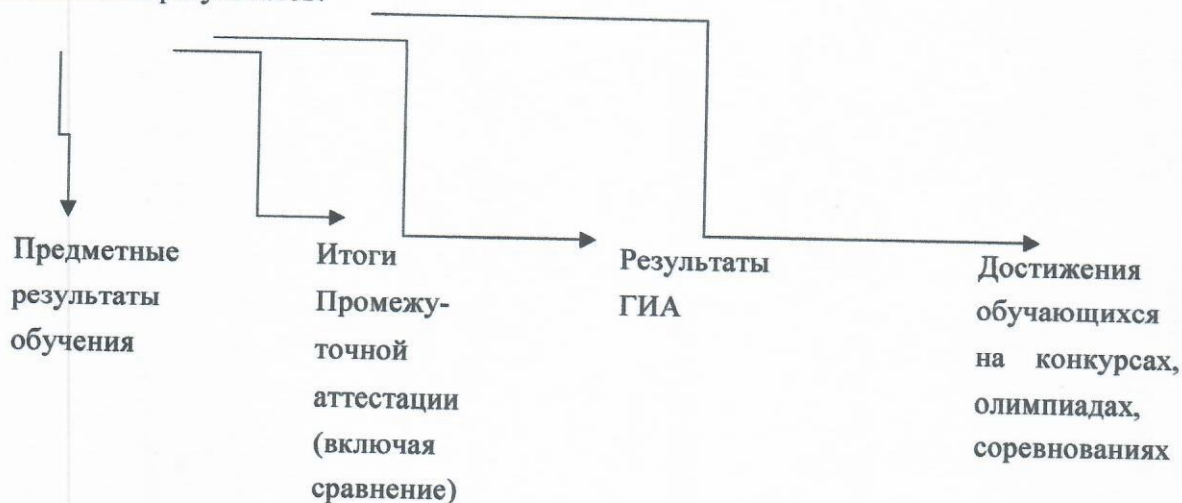 Предметные
результаты
обучения
Итоги
Промежу-
точной
аттестации
(включая
сравнение)
Результаты
ГИА
Достижения
обучающихся
на конкурсах,
олимпиадах,
соревнованиях